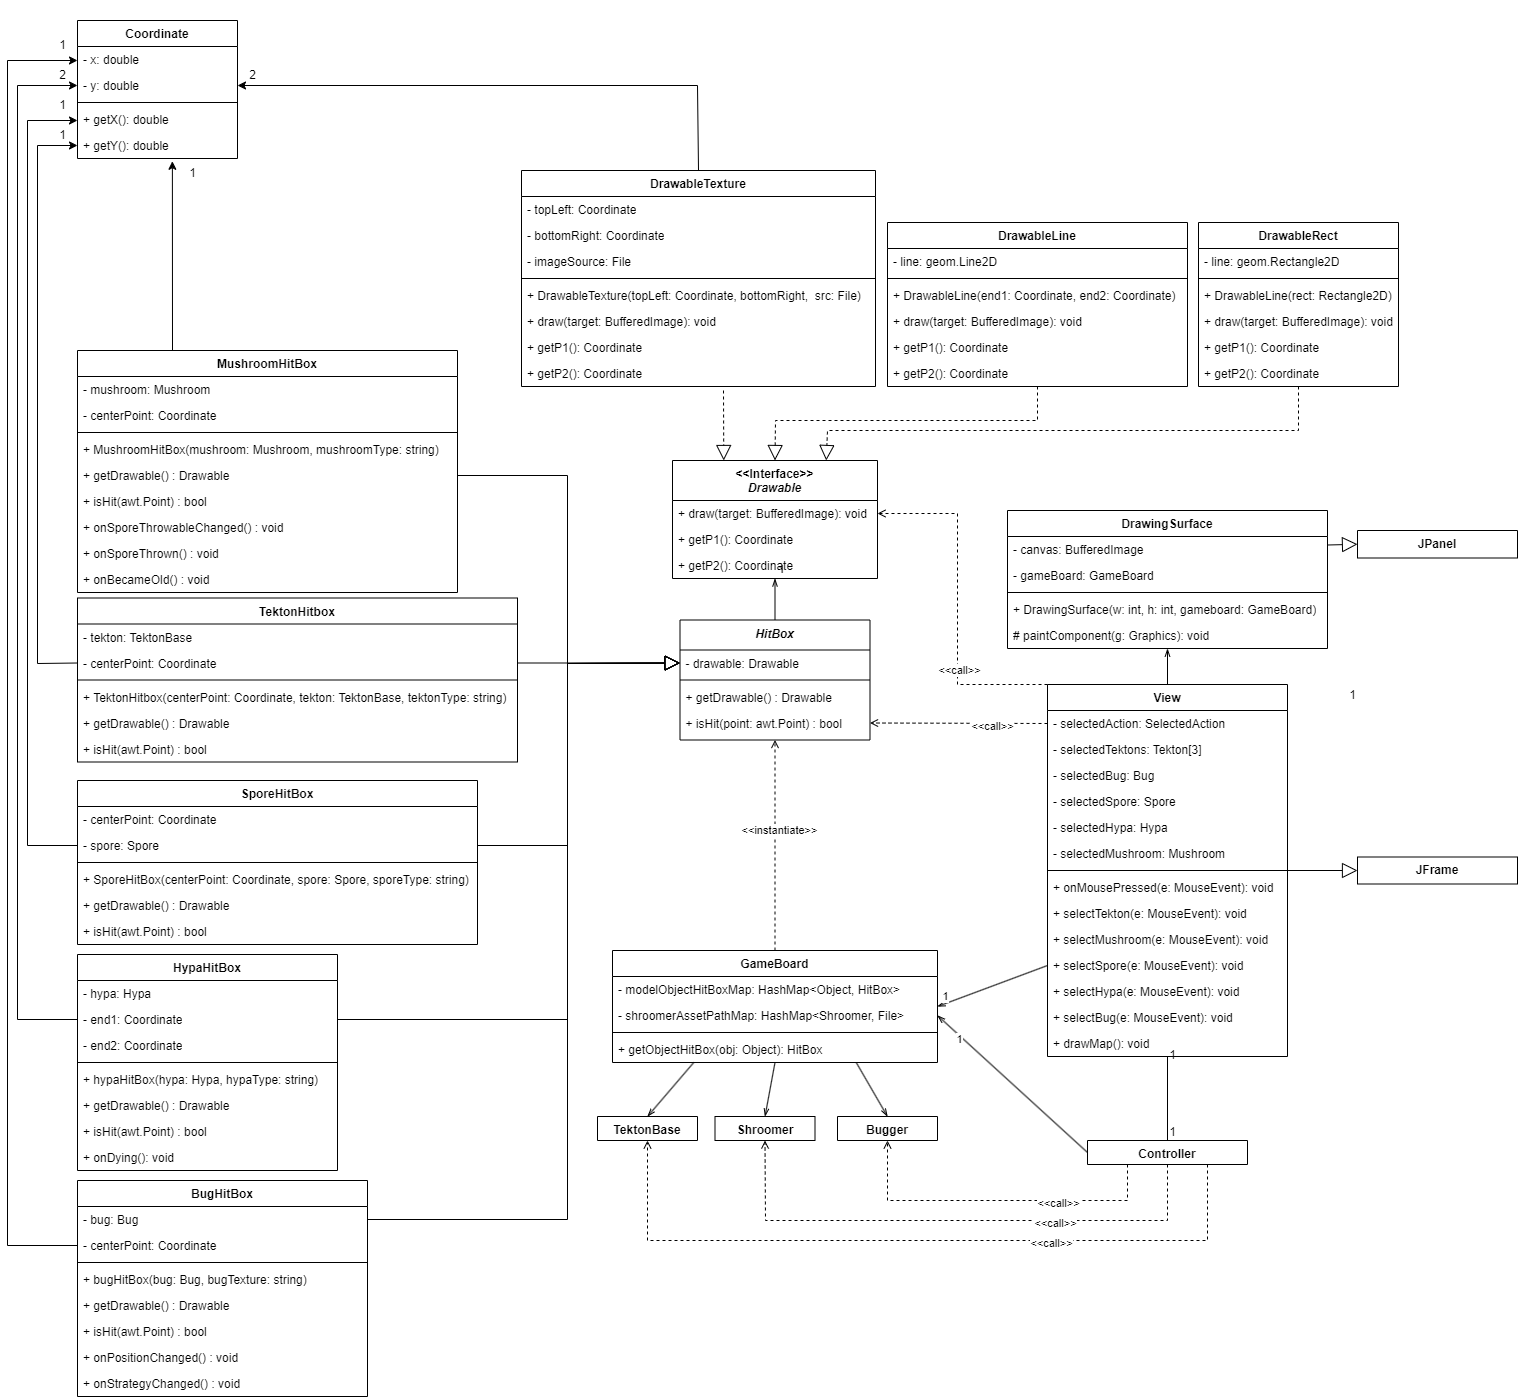 Coordinate
- x: double
- y: double
+ getX(): double
+ getY(): double
1
2
1
1
2
1
DrawableTexture
- topLeft: Coordinate
- bottomRight: Coordinate
- imageSource: File
+ DrawableTexture(topLeft: Coordinate, bottomRight,  src: File)
+ draw(target: BufferedImage): void
+ getP1(): Coordinate
+ getP2(): Coordinate
DrawableLine
- line: geom.Line2D
+ DrawableLine(end1: Coordinate, end2: Coordinate)
+ draw(target: BufferedImage): void
+ getP1(): Coordinate
+ getP2(): Coordinate
DrawableRect
- line: geom.Rectangle2D
+ DrawableLine(rect: Rectangle2D)
+ draw(target: BufferedImage): void
+ getP1(): Coordinate
+ getP2(): Coordinate
MushroomHitBox
- mushroom: Mushroom
- centerPoint: Coordinate
+ MushroomHitBox(mushroom: Mushroom, mushroomType: string)
+ getDrawable() : Drawable
+ isHit(awt.Point) : bool
+ onSporeThrowableChanged() : void
+ onSporeThrown() : void
+ onBecameOld() : void
<<Interface>>
Drawable
+ draw(target: BufferedImage): void
+ getP1(): Coordinate
+ getP2(): Coordinate
1
DrawingSurface
- canvas: BufferedImage
- gameBoard: GameBoard
+ DrawingSurface(w: int, h: int, gameboard: GameBoard)
# paintComponent(g: Graphics): void
JPanel
TektonHitbox
- tekton: TektonBase
- centerPoint: Coordinate
+ TektonHitbox(centerPoint: Coordinate, tekton: TektonBase, tektonType: string)
+ getDrawable() : Drawable
+ isHit(awt.Point) : bool
HitBox
- drawable: Drawable
+ getDrawable() : Drawable
+ isHit(point: awt.Point) : bool
<<call>>
<<call>>
1
View
- selectedAction: SelectedAction
- selectedTektons: Tekton[3]
- selectedBug: Bug
- selectedSpore: Spore
- selectedHypa: Hypa
- selectedMushroom: Mushroom
+ onMousePressed(e: MouseEvent): void
+ selectTekton(e: MouseEvent): void
+ selectMushroom(e: MouseEvent): void
+ selectSpore(e: MouseEvent): void
+ selectHypa(e: MouseEvent): void
+ selectBug(e: MouseEvent): void
+ drawMap(): void
JFrame
SporeHitBox
- centerPoint: Coordinate
- spore: Spore
+ SporeHitBox(centerPoint: Coordinate, spore: Spore, sporeType: string)
+ getDrawable() : Drawable
+ isHit(awt.Point) : bool
<<instantiate>>
HypaHitBox
- hypa: Hypa
- end1: Coordinate
- end2: Coordinate
+ hypaHitBox(hypa: Hypa, hypaType: string)
+ getDrawable() : Drawable
+ isHit(awt.Point) : bool
+ onDying(): void
GameBoard
- modelObjectHitBoxMap: HashMap<Object, HitBox>
- shroomerAssetPathMap: HashMap<Shroomer, File>
+ getObjectHitBox(obj: Object): HitBox
1
1
1
1
TektonBase
Shroomer
Bugger
Controller
<<call>>
<<call>>
<<call>>
BugHitBox
- bug: Bug
- centerPoint: Coordinate
+ bugHitBox(bug: Bug, bugTexture: string)
+ getDrawable() : Drawable
+ isHit(awt.Point) : bool
+ onPositionChanged() : void
+ onStrategyChanged() : void